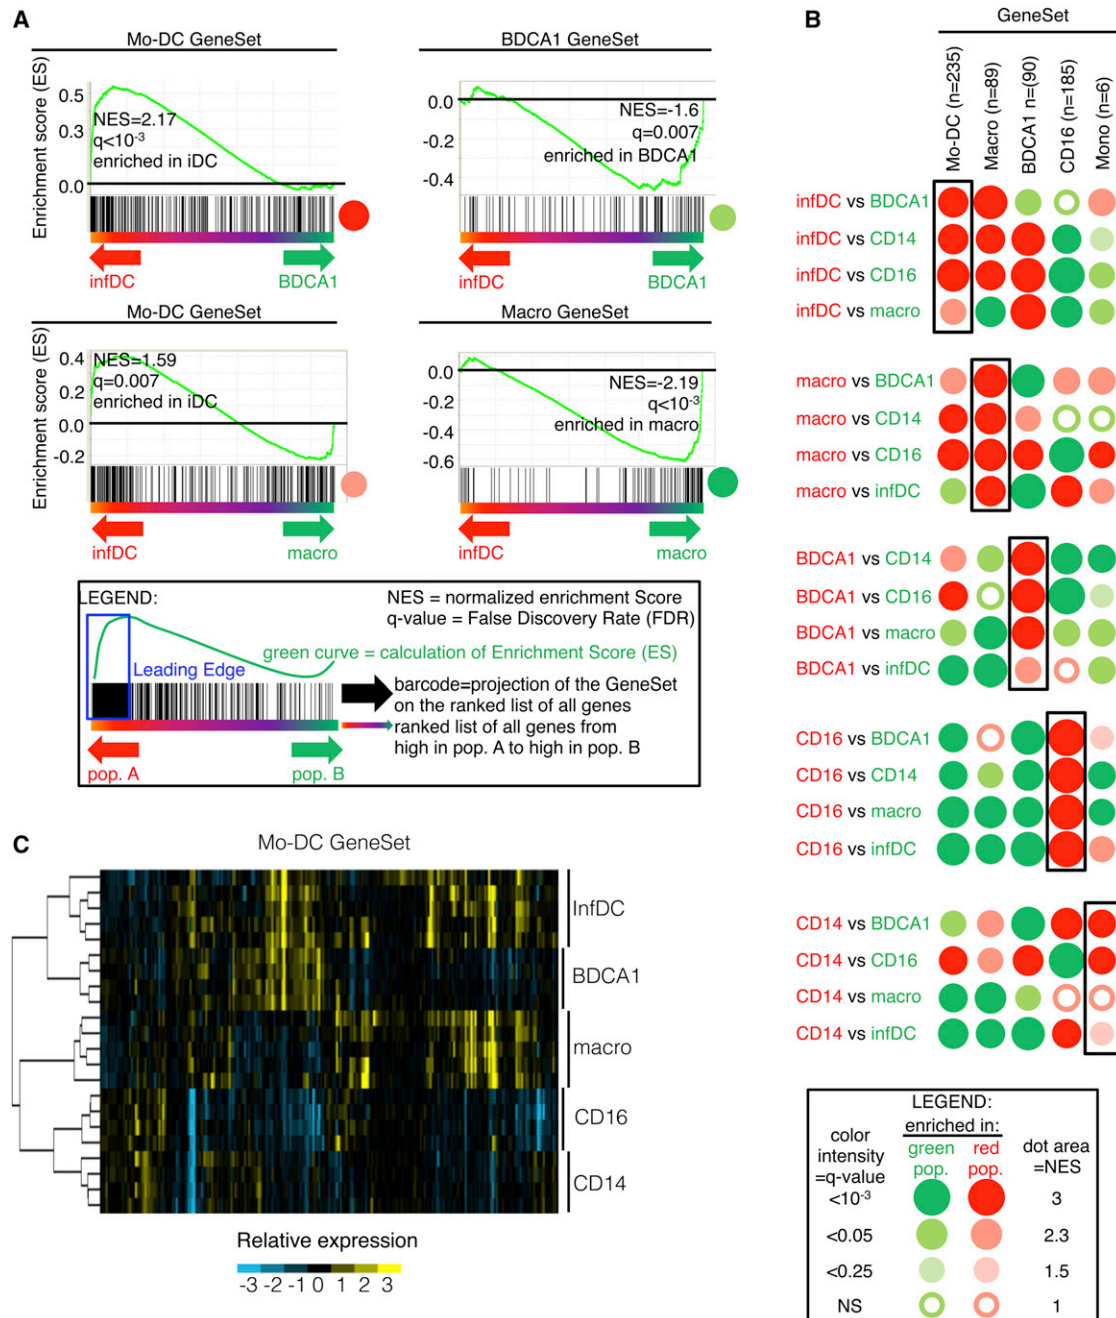 A
Mo-DC GeneSet
Enrichment score (ES)
0.5
0.3
0.0
NES=2.17
q<10-3
enriched in iDC
infDC
BDCA1
BDCA1 GeneSet
0.0
-0.2
-0.4
NES=-1.6
q=0.007
enriched in BDCA1
infDC
BDCA1
Mo-DC GeneSet
Enrichment score (ES)
0.4
0.2
0.0
-0.2
NES=1.59
q=0.007
enriched in iDC
infDC
macro
Macro GeneSet
0.0
-0.2
-0.4
-0.6
NES=-2.19
q<10-3
enriched in macro
infDC
macro
LEGEND:
NES = normalized enrichment Score
q-value = False Discovery Rate (FDR)
green curve = calculation of Enrichment Score (ES)
Leading Edge
barcode=projection of the GeneSet
on the ranked list of all genes
ranked list of all genes from
high in pop. A to high in pop. B
pop. A
pop. B
B
GeneSet
Mo-DC (n=235)
Macro (n=89)
BDCA1 n=(90)
CD16 (n=185)
Mono (n=6)
infDC vs BDCA1
infDC vs CD14
infDC vs CD16
infDC vs macro
macro vs BDCA1
macro vs CD14
macro vs CD16
macro vs infDC
BDCA1 vs CD14
BDCA1 vs CD16
BDCA1 vs macro
BDCA1 vs infDC
CD16 vs BDCA1
CD16 vs CD14
CD16 vs macro
CD16 vs infDC
CD14 vs BDCA1
CD14 vs CD16
CD14 vs macro
CD14 vs infDC
LEGEND:
enriched in:
color intensity =q-value
green pop.
red pop.
dot area =NES
<10-3 3
<0.05 2.3
<0.25 1.5
NS 1
C
Mo-DC GeneSet
InfDC
BDCA1
macro
CD16
CD14
Relative expression
-3 -2 -1 0 1 2 3